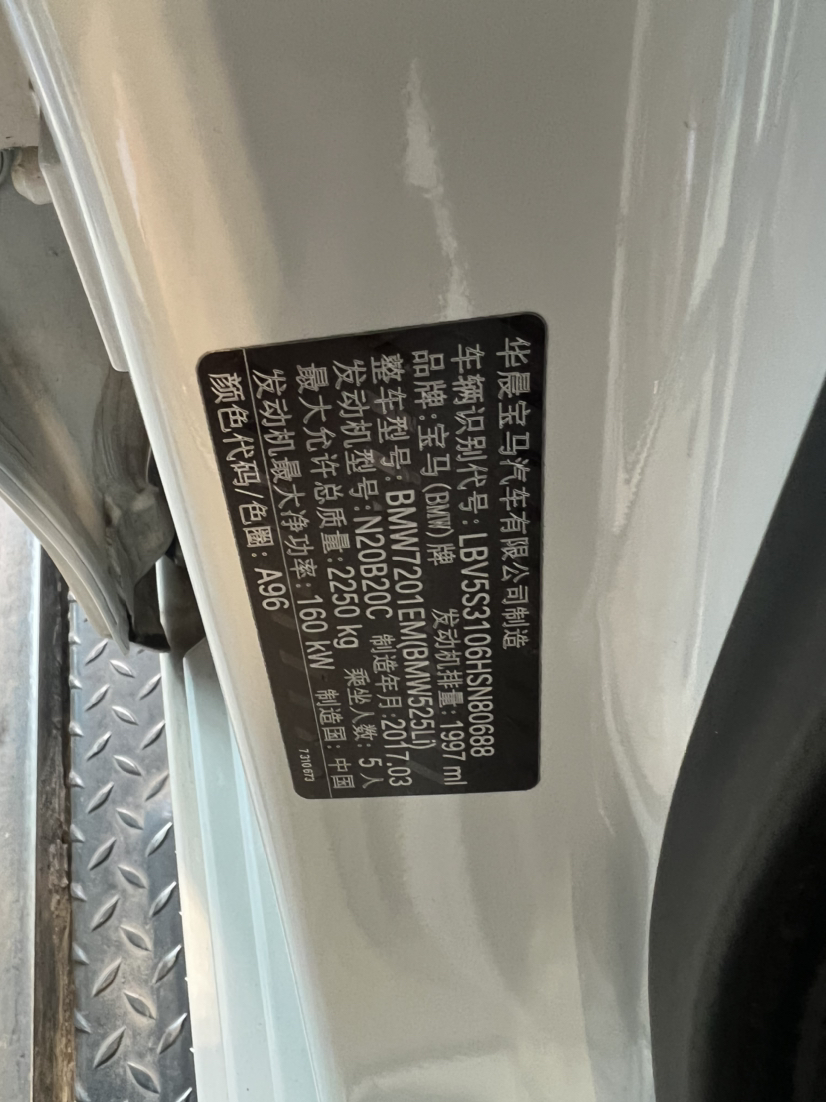 华晨宝马汽车有限公司制造
车辆识别代号: LBV5S3106HSN80688
品牌:宝马(BMW)牌 发动机排量: 1997 ml
整车型号: BMW7201EM(BMW525Li)
发动机型号:N20B20C 制造年月:2017.03
最大允许总质量: 2250 kg 乘坐人数: 5 人
发动机最大净功率: 160 kW 制造国: 中国
颜色代码/色圈: A96 7 310 673